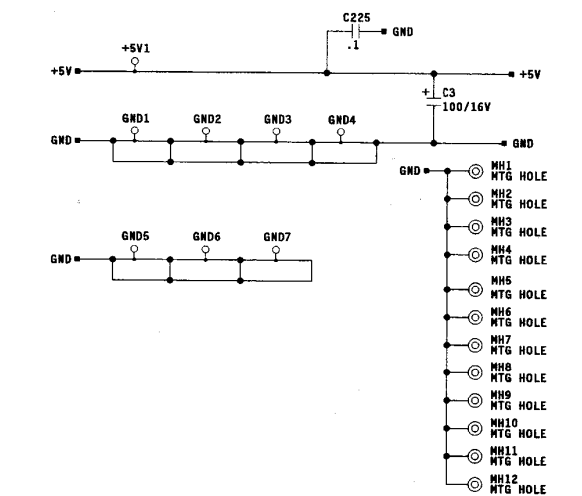 C225
GND
.1
+5V1
+5V
+5V
+ C3
100/16V
GND1 GND2 GND3 GND4
GND
GND
GND
MH1
MTG HOLE
MH2
MTG HOLE
MH3
MTG HOLE
MH4
MTG HOLE
GND5 GND6 GND7
GND
MH5
MTG HOLE
MH6
MTG HOLE
MH7
MTG HOLE
MH8
MTG HOLE
MH9
MTG HOLE
MH10
MTG HOLE
MH11
MTG HOLE
MH12
MTG HOLE